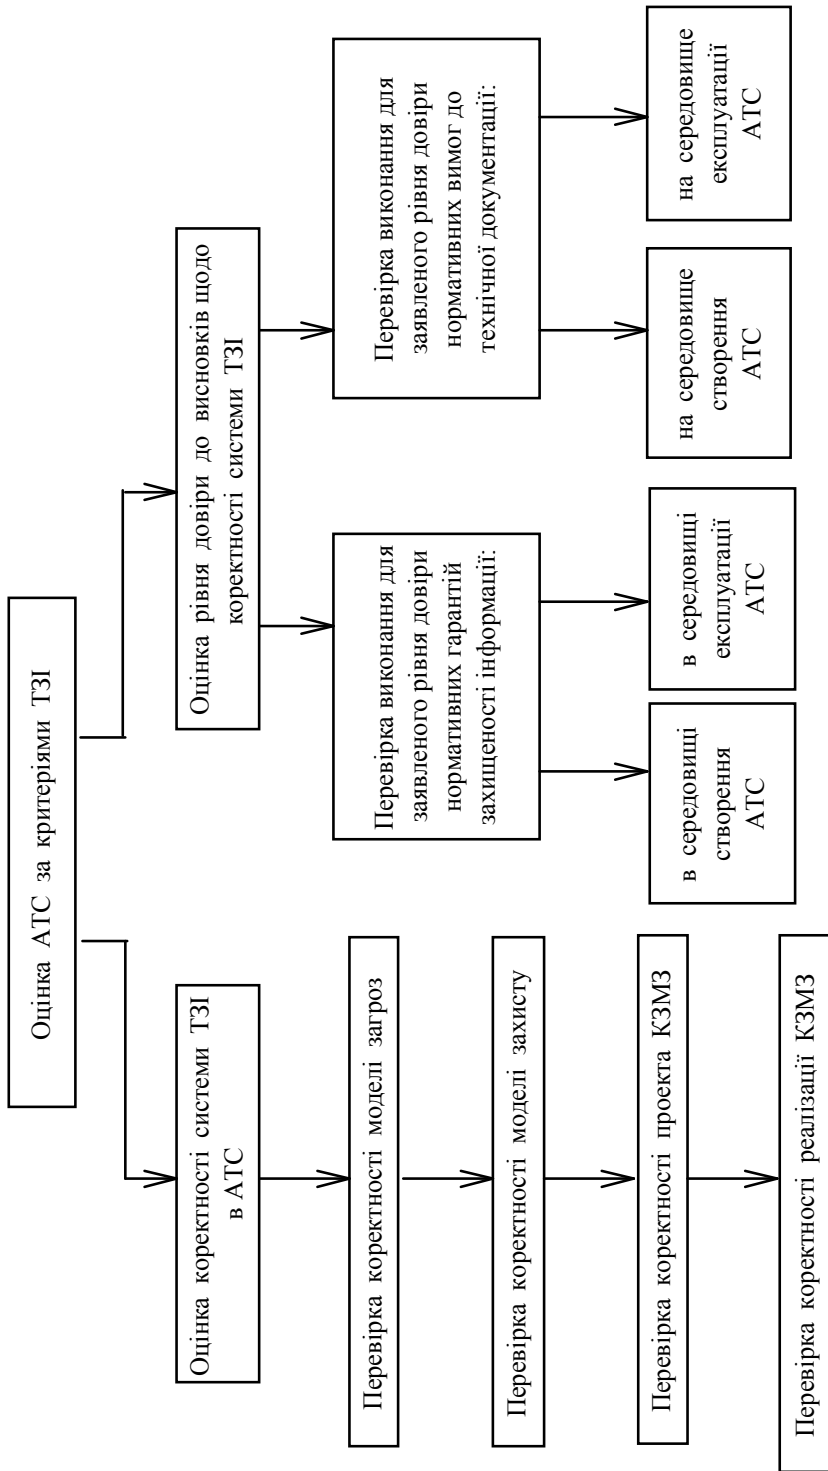 Оцінка АТС за критеріями ТЗІ
Оцінка коректності системи ТЗІ
в АТС
Перевірка коректності моделі загроз
Перевірка коректності моделі захисту
Перевірка коректності проекта КЗМЗ
Перевірка коректності реалізації КЗМЗ
Оцінка рівня довіри до висновків щодо
коректності системи ТЗІ
Перевірка виконання для
заявленого рівня довіри
нормативних гарантій
захищеності інформації:
в середовищі
створення
АТС
в середовищі
експлуатації
АТС
Перевірка виконання для
заявленого рівня довіри
нормативних вимог до
технічної документації:
на середовище
створення
АТС
на середовище
експлуатації
АТС